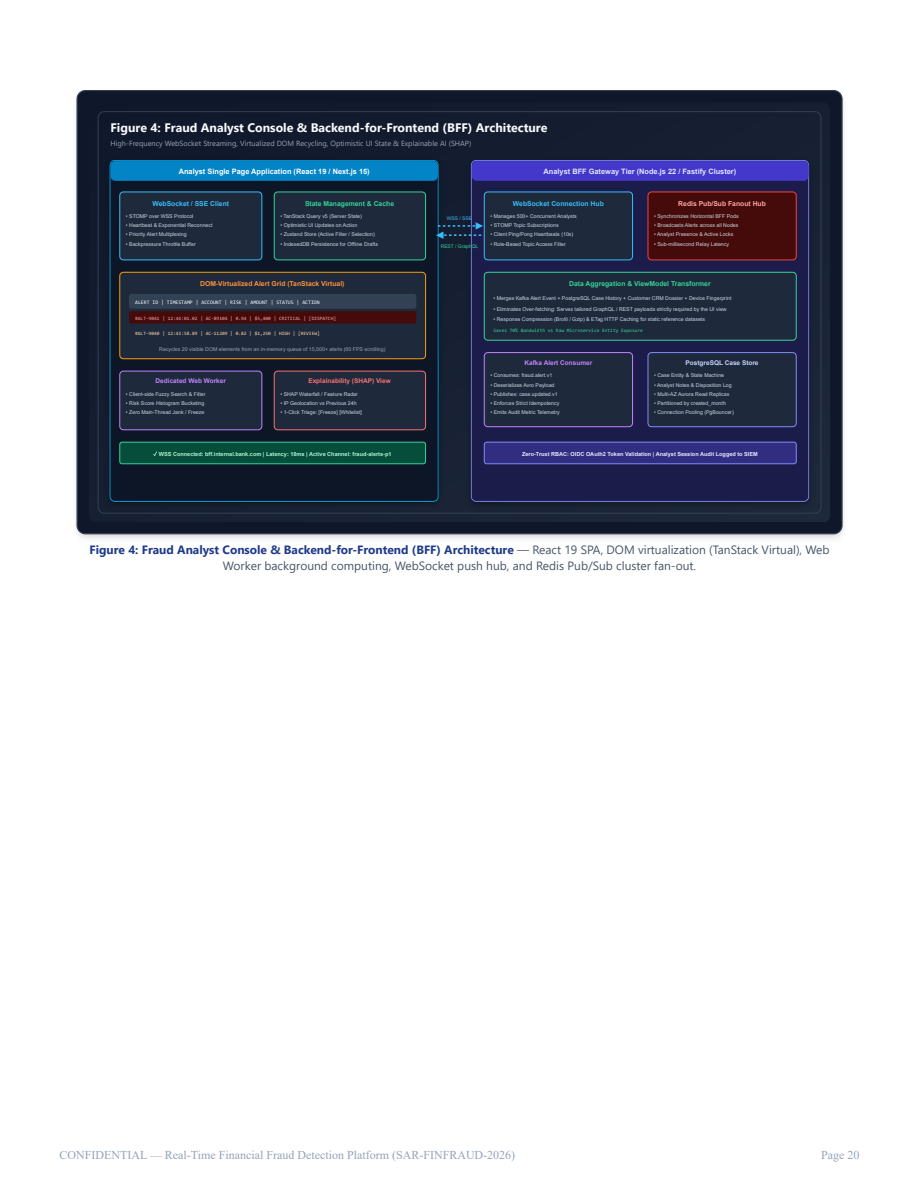 Figure 4: Fraud Analyst Console & Backend-for-Frontend (BFF) Architecture
High-Frequency WebSocket Streaming, Virtualized DOM Recycling, Optimistic UI State & Explainable AI (SHAP)
Analyst Single Page Application (React 19 / Next.js 15)
WebSocket / SSE Client
• STOMP over WSS Protocol
• Heartbeat & Exponential Reconnect
• Priority Alert Multiplexing
• Backpressure Throttle Buffer
State Management & Cache
• TanStack Query v5 (Server State)
• Optimistic UI Updates on Action
• Zustand Store (Active Filter / Selection)
• IndexedDB Persistence for Offline Drafts
DOM-Virtualized Alert Grid (TanStack Virtual)
ALERT ID | TIMESTAMP | ACCOUNT | RISK | AMOUNT | STATUS | ACTION
| 0.94 | $5,400 | CRITICAL | [DISPATCH]
| 0.82 | $1,250 | HIGH | [REVIEW]
Recycles 20 visible DOM elements from an in-memory queue of 15,000+ alerts (60 FPS scrolling)
Dedicated Web Worker
• Client-side Fuzzy Search & Filter
• Risk Score Histogram Bucketing
• Zero Main-Thread Jank / Freeze
Explainability (SHAP) View
• SHAP Waterfall / Feature Radar
• IP Geolocation vs Previous 24h
• 1-Click Triage: [Freeze] [Whitelist]
✓ WSS Connected: bff.internal.bank.com | Latency: 18ms | Active Channel: fraud-alerts-p1
WSS / SSE
REST / GraphQL
Analyst BFF Gateway Tier (Node.js 22 / Fastify Cluster)
WebSocket Connection Hub
• Manages 500+ Concurrent Analysts
• STOMP Topic Subscriptions
• Client Ping/Pong Heartbeats (10s)
• Role-Based Topic Access Filter
Redis Pub/Sub Fanout Hub
• Synchronizes Horizontal BFF Pods
• Broadcasts Alerts across all Nodes
• Analyst Presence & Active Locks
• Sub-millisecond Relay Latency
Data Aggregation & ViewModel Transformer
• Merges Kafka Alert Event + PostgreSQL Case History + Customer CRM Dossier + Device Fingerprint
• Eliminates Over-fetching: Serves tailored GraphQL / REST payloads strictly required by the UI view
• Response Compression (Brotli / Gzip) & ETag HTTP Caching for static reference datasets
Saves 70% Bandwidth vs Raw Microservice Entity Exposure
Kafka Alert Consumer
• Consumes: fraud.alert.v1
• Deserializes Avro Payload
• Publishes: case.updated.v1
• Enforces Strict Idempotency
• Emits Audit Metric Telemetry
PostgreSQL Case Store
• Case Entity & State Machine
• Analyst Notes & Disposition Log
• Multi-AZ Aurora Read Replicas
• Partitioned by created_month
• Connection Pooling (PgBouncer)
Zero-Trust RBAC: OIDC OAuth2 Token Validation | Analyst Session Audit Logged to SIEM
Figure 4: Fraud Analyst Console & Backend-for-Frontend (BFF) Architecture — React 19 SPA, DOM virtualization (TanStack Virtual), Web
Worker background computing, WebSocket push hub, and Redis Pub/Sub cluster fan-out.
CONFIDENTIAL — Real-Time Financial Fraud Detection Platform (SAR-FINFRAUD-2026)
Page 20